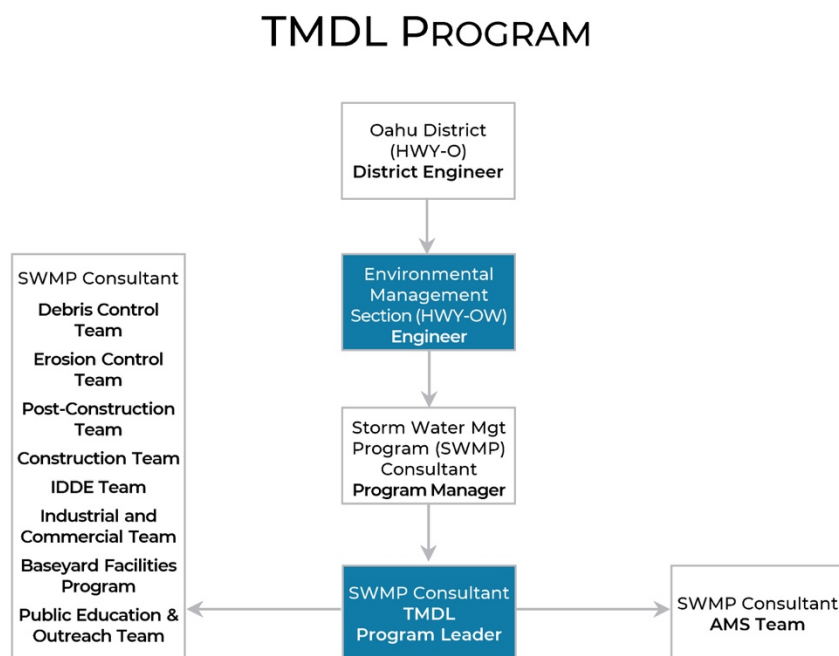 TMDL PROGRAM
Oahu District
(HWY-O)
District Engineer
Environmental
Management
Section (HWY-OW)
Engineer
Storm Water Mgt
Program (SWMP)
Consultant
Program Manager
SWMP Consultant
TMDL
Program Leader
SWMP Consultant
Debris Control
Team
Erosion Control
Team
Post-Construction
Team
Construction Team
IDDE Team
Industrial and
Commercial Team
Baseyard Facilities
Program
Public Education &
Outreach Team
SWMP Consultant
AMS Team